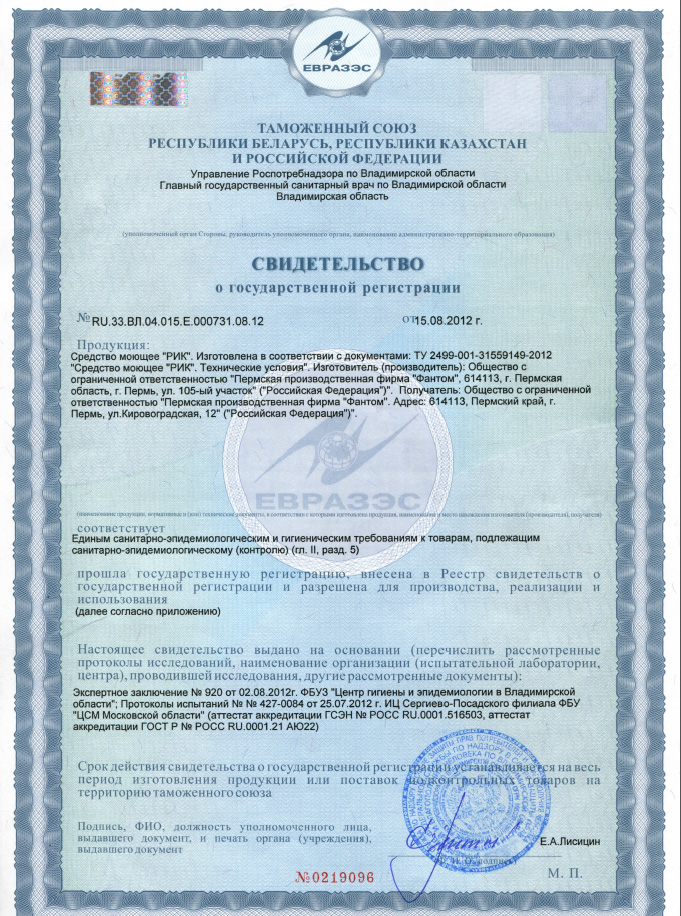 ЕВРАЗЭС
ТАМОЖЕННЫЙ СОЮЗ
РЕСПУБЛИКИ БЕЛАРУСЬ, РЕСПУБЛИКИ КАЗАХСТАН
И РОССИЙСКОЙ ФЕДЕРАЦИИ
Управление Роспотребнадзора по Владимирской области
Главный государственный санитарный врач по Владимирской области
Владимирская область
(уполномоченный орган Стороны, руководитель уполномоченного органа, наименование административно-территориального образования)
СВИДЕТЕЛЬСТВО
о государственной регистрации
№ RU.33.ВЛ.04.015.Е.000731.08.12 от 15.08.2012 г.
Продукция:
Средство моющее "РИК". Изготовлена в соответствии с документами: ТУ 2499-001-31559149-2012
"Средство моющее "РИК". Технические условия". Изготовитель (производитель): Общество с
ограниченной ответственностью "Пермская производственная фирма "Фантом", 614113, г. Пермская
область, г. Пермь, ул. 105-ый участок" ("Российская Федерация")". Получатель: Общество с ограниченной
ответственностью "Пермская производственная фирма "Фантом". Адрес: 614113, Пермский край, г.
Пермь, ул.Кировоградская, 12" ("Российская Федерация")".
ЕВРАЗЭС
(наименование продукции, нормативные и (или) технические документы, в соответствии с которыми изготовлена продукция, наименование и место нахождения изготовителя (производителя), получателя)
соответствует
Единым санитарно-эпидемиологическим и гигиеническим требованиям к товарам, подлежащим
санитарно-эпидемиологическому (контролю) (гл. II, разд. 5)
прошла государственную регистрацию, внесена в Реестр свидетельств о
государственной регистрации и разрешена для производства, реализации и
использования
(далее согласно приложению)
Настоящее свидетельство выдано на основании (перечислить рассмотренные
протоколы исследований, наименование организации (испытательной лаборатории,
центра), проводившей исследования, другие рассмотренные документы):
Экспертное заключение № 920 от 02.08.2012г. ФБУЗ "Центр гигиены и эпидемиологии в Владимирской
области"; Протоколы испытаний № № 427-0084 от 25.07.2012 г. ИЦ Сергиево-Посадского филиала ФБУ
"ЦСМ Московской области" (аттестат аккредитации ГСЭН № РОСС RU.0001.516503, аттестат
аккредитации ГОСТ Р № РОСС RU.0001.21 АЮ22)
Срок действия свидетельства о государственной регистрации устанавливается на весь
период изготовления продукции или поставок подконтрольных товаров на
территорию таможенного союза
Подпись, ФИО, должность уполномоченного лица,
выдавшего документ, и печать органа (учреждения),
выдавшего документ
Е.А.Лисицин
(Ф. И. О./подпись)
М. П.
№0219096